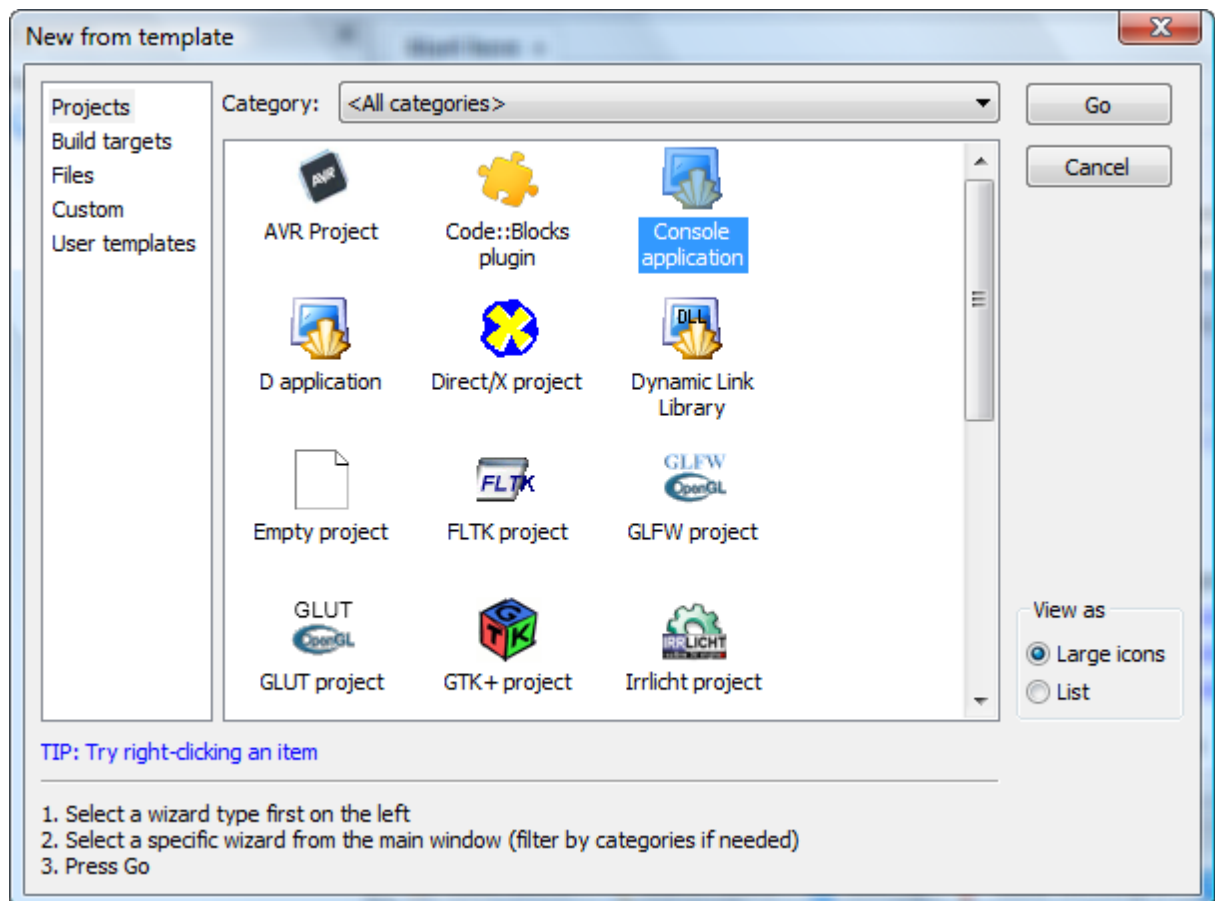 New from template
Start here
Projects
Build targets
Files
Custom
User templates
Category:
<All categories>
Go
Cancel
AVR
AVR Project
Code::Blocks
plugin
Console
application
D application
Direct/X project
DLL
Dynamic Link
Library
Empty project
FLTK
FLTK project
GLFW
OpenGL
GLFW project
GLUT
OpenGL
GLUT project
G
T K
GTK+ project
IRRLICHT
Irrlicht project
View as
Large icons
List
TIP: Try right-clicking an item
1. Select a wizard type first on the left
2. Select a specific wizard from the main window (filter by categories if needed)
3. Press Go